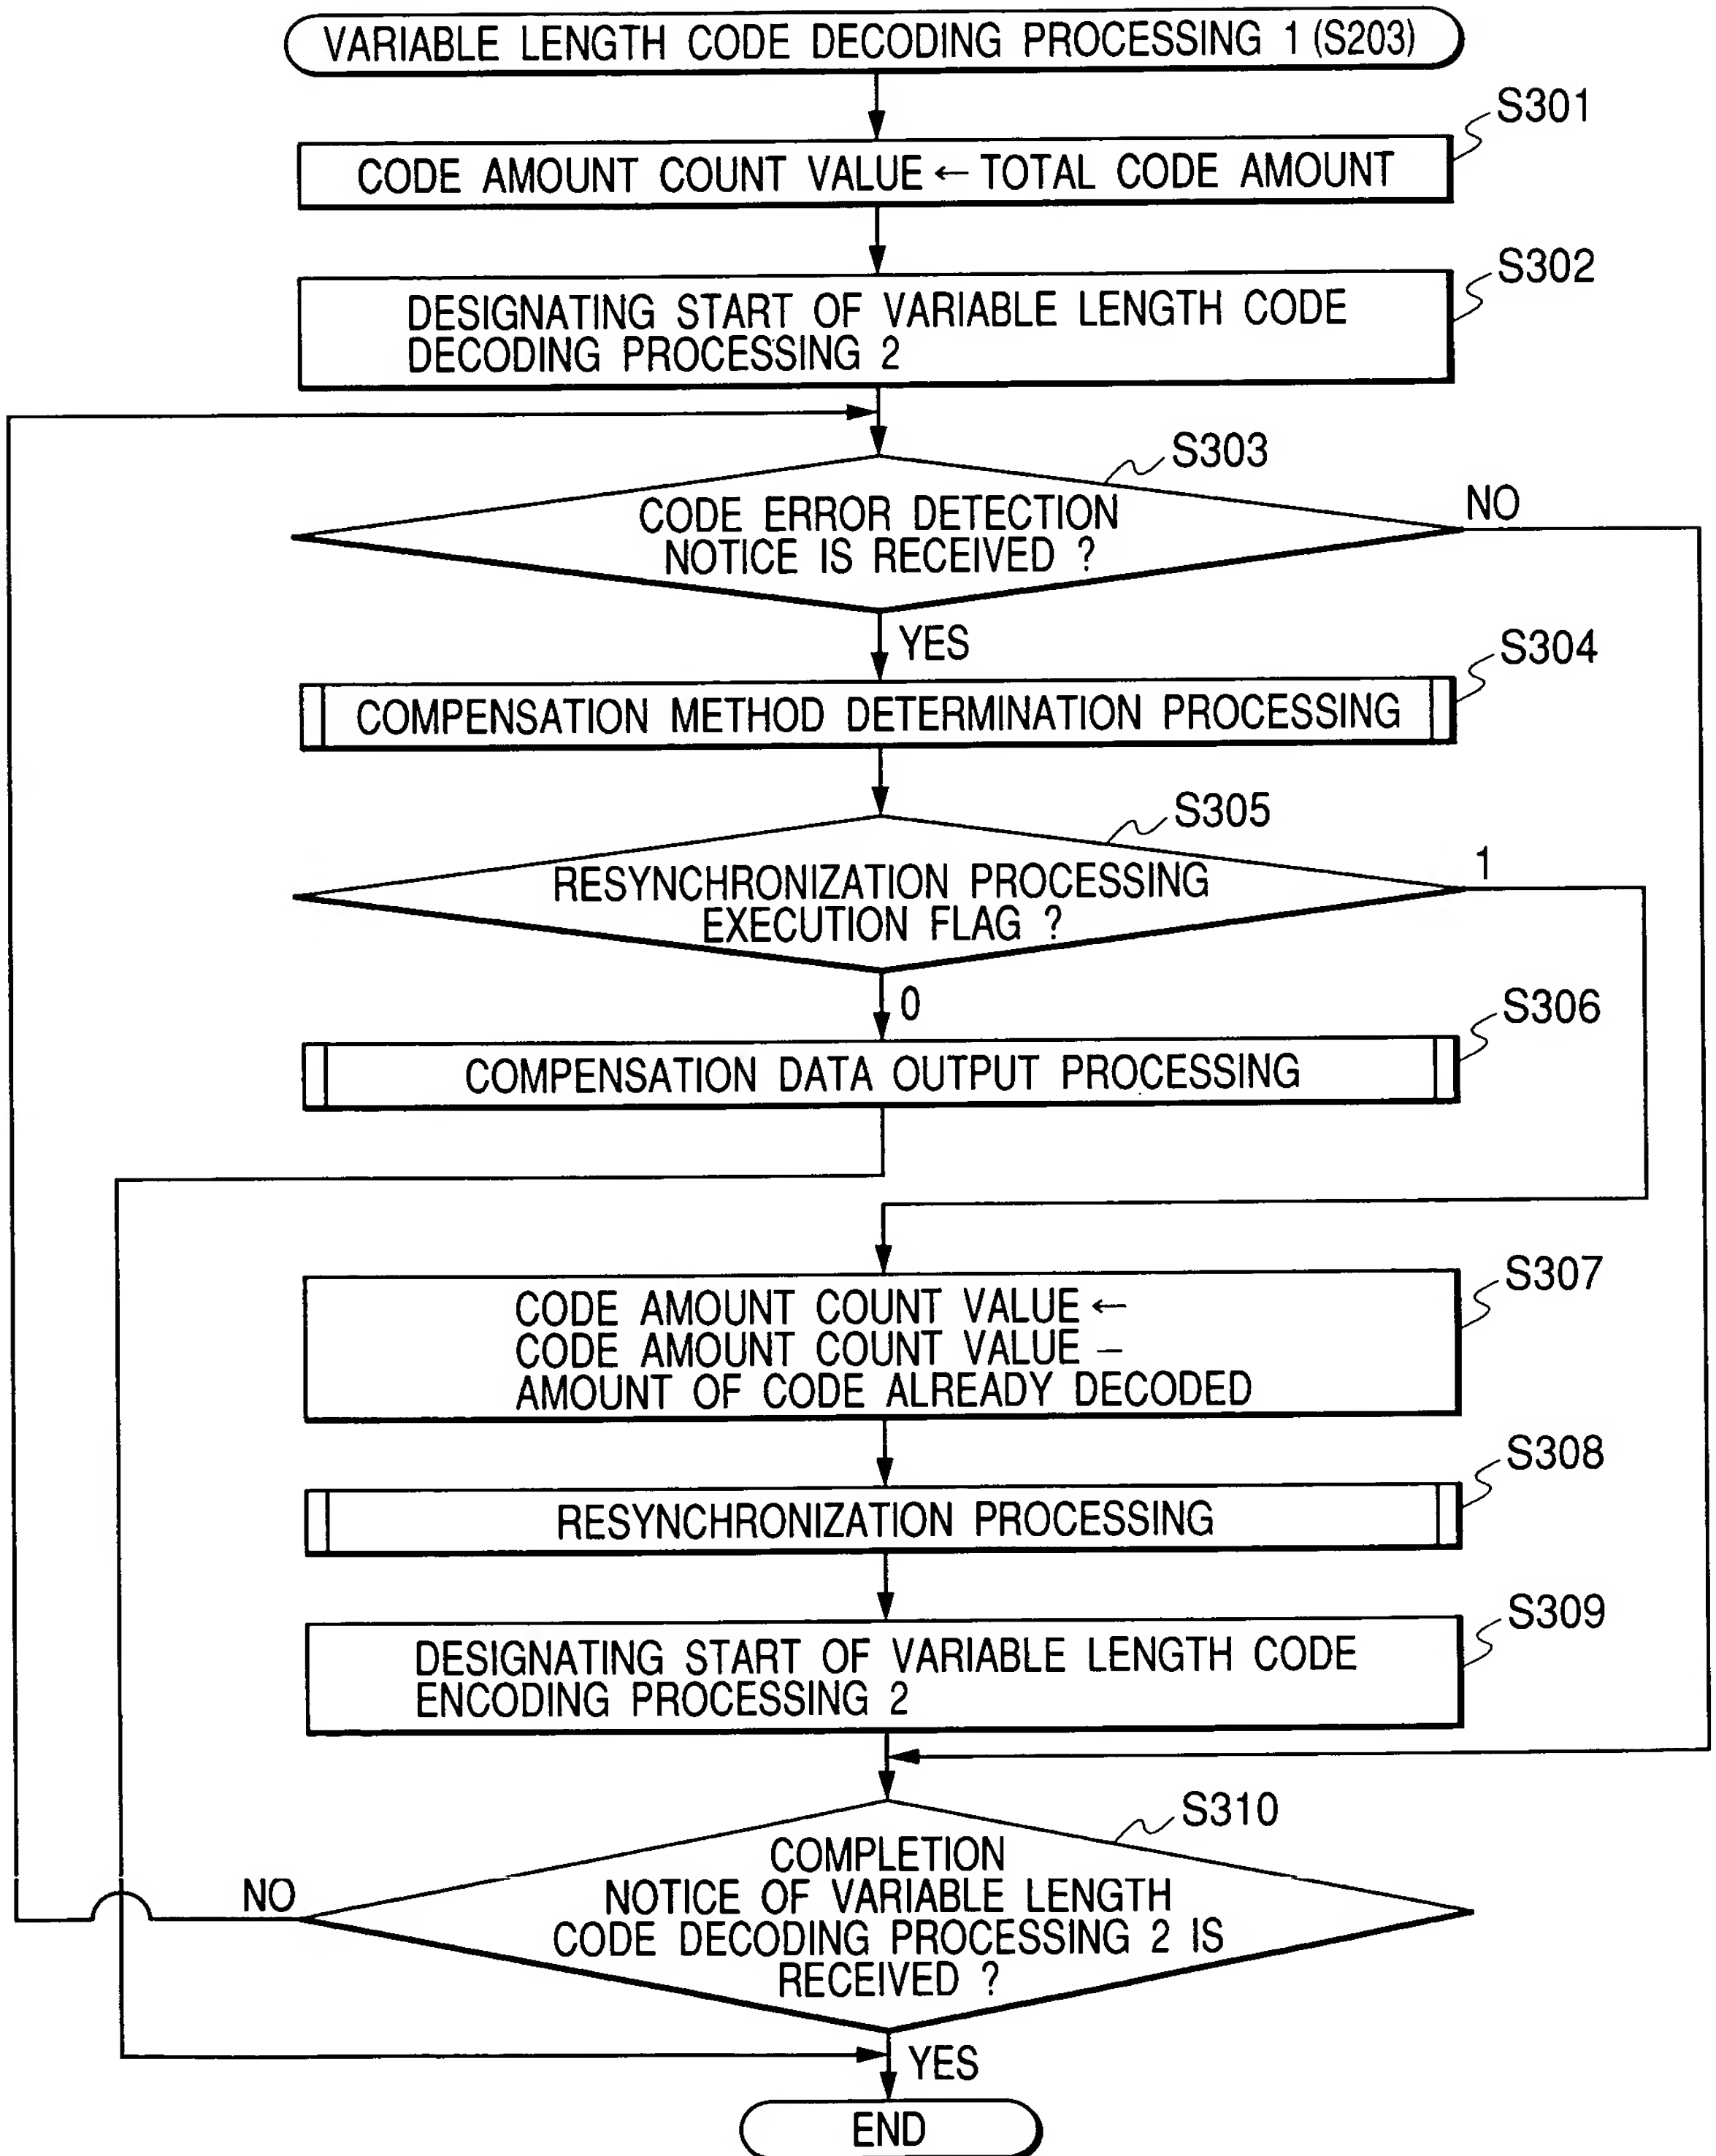 VARIABLE LENGTH CODE DECODING PROCESSING 1 (S203)
S301
CODE AMOUNT COUNT VALUE ← TOTAL CODE AMOUNT
S302
DESIGNATING START OF VARIABLE LENGTH CODE
DECODING PROCESSING 2
S303
CODE ERROR DETECTION
NOTICE IS RECEIVED ?
NO
YES
S304
COMPENSATION METHOD DETERMINATION PROCESSING
S305
RESYNCHRONIZATION PROCESSING
EXECUTION FLAG ?
1
0
S306
COMPENSATION DATA OUTPUT PROCESSING
S307
CODE AMOUNT COUNT VALUE ←
CODE AMOUNT COUNT VALUE –
AMOUNT OF CODE ALREADY DECODED
S308
RESYNCHRONIZATION PROCESSING
S309
DESIGNATING START OF VARIABLE LENGTH CODE
ENCODING PROCESSING 2
S310
COMPLETION
NOTICE OF VARIABLE LENGTH
CODE DECODING PROCESSING 2 IS
RECEIVED ?
NO
YES
END